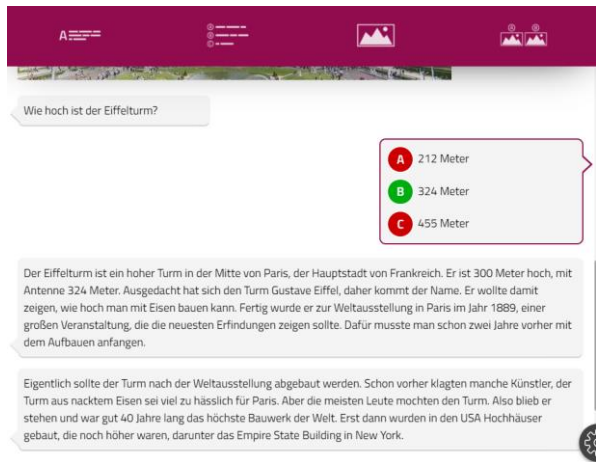 Wie hoch ist der Eiffelturm?
A 212 Meter
B 324 Meter
C 455 Meter
Der Eiffelturm ist ein hoher Turm in der Mitte von Paris, der Hauptstadt von Frankreich. Er ist 300 Meter hoch, mit
Antenne 324 Meter. Ausgedacht hat sich den Turm Gustave Eiffel, daher kommt der Name. Er wollte damit
zeigen, wie hoch man mit Eisen bauen kann. Fertig wurde er zur Weltausstellung in Paris im Jahr 1889, einer
großen Veranstaltung, die die neuesten Erfindungen zeigen sollte. Dafür musste man schon zwei Jahre vorher mit
dem Aufbauen anfangen.
Eigentlich sollte der Turm nach der Weltausstellung abgebaut werden. Schon vorher klagten manche Künstler, der
Turm aus nacktem Eisen sei viel zu hässlich für Paris. Aber die meisten Leute mochten den Turm. Also blieb er
stehen und war gut 40 Jahre lang das höchste Bauwerk der Welt. Erst dann wurden in den USA Hochhäuser
gebaut, die noch höher waren, darunter das Empire State Building in New York.